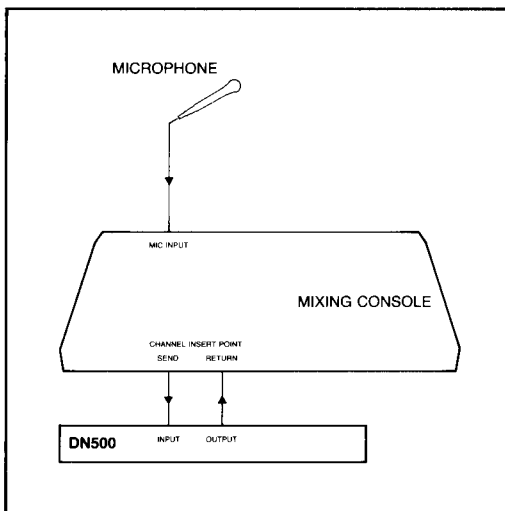 MICROPHONE
MIC INPUT
MIXING CONSOLE
CHANNEL INSERT POINT
SEND RETURN
DN500 INPUT OUTPUT